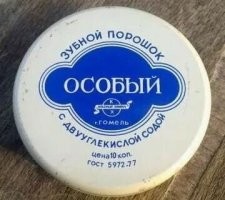 ЗУБНОЙ ПОРОШОК
ОСОБЫЙ
г. ГОМЕЛЬ
С ДВУУГЛЕКИСЛОЙ СОДОЙ
цена 10 коп.
ГОСТ 5972-77